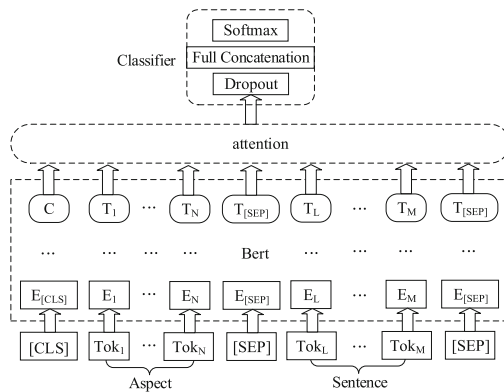 Softmax
Classifier Full Concatenation
Dropout
attention
C T1 ... TN T[SEP] TL ... TM T[SEP]
... ... ... ... Bert ... ... ...
E[CLS] E1 ... EN E[SEP] EL ... EM E[SEP]
[CLS] Tok1 ... TokN [SEP] TokL ... TokM [SEP]
Aspect Sentence